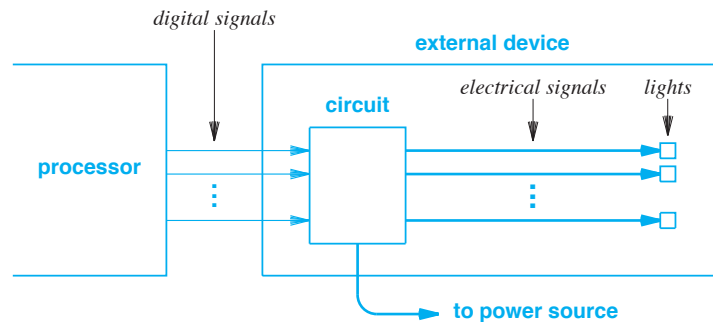 digital signals
external device
circuit
electrical signals
lights
processor
to power source